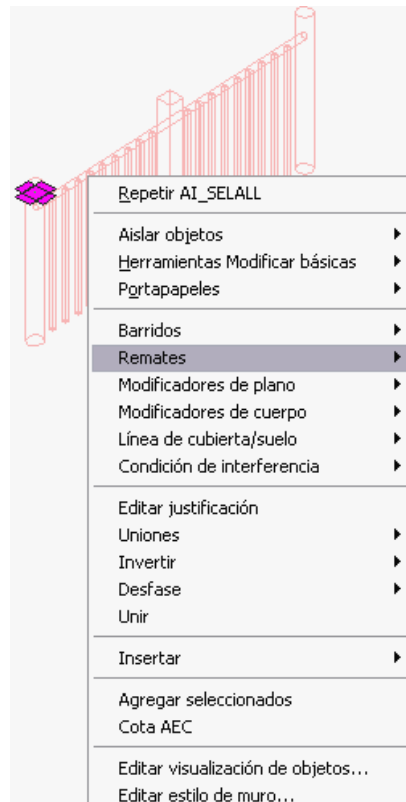 Repetir AI_SELALL
Aislar objetos
Herramientas Modificar básicas
Portapapeles
Barridos
Remates
Modificadores de plano
Modificadores de cuerpo
Línea de cubierta/suelo
Condición de interferencia
Editar justificación
Uniones
Invertir
Desfase
Unir
Insertar
Agregar seleccionados
Cota AEC
Editar visualización de objetos...
Editar estilo de muro...